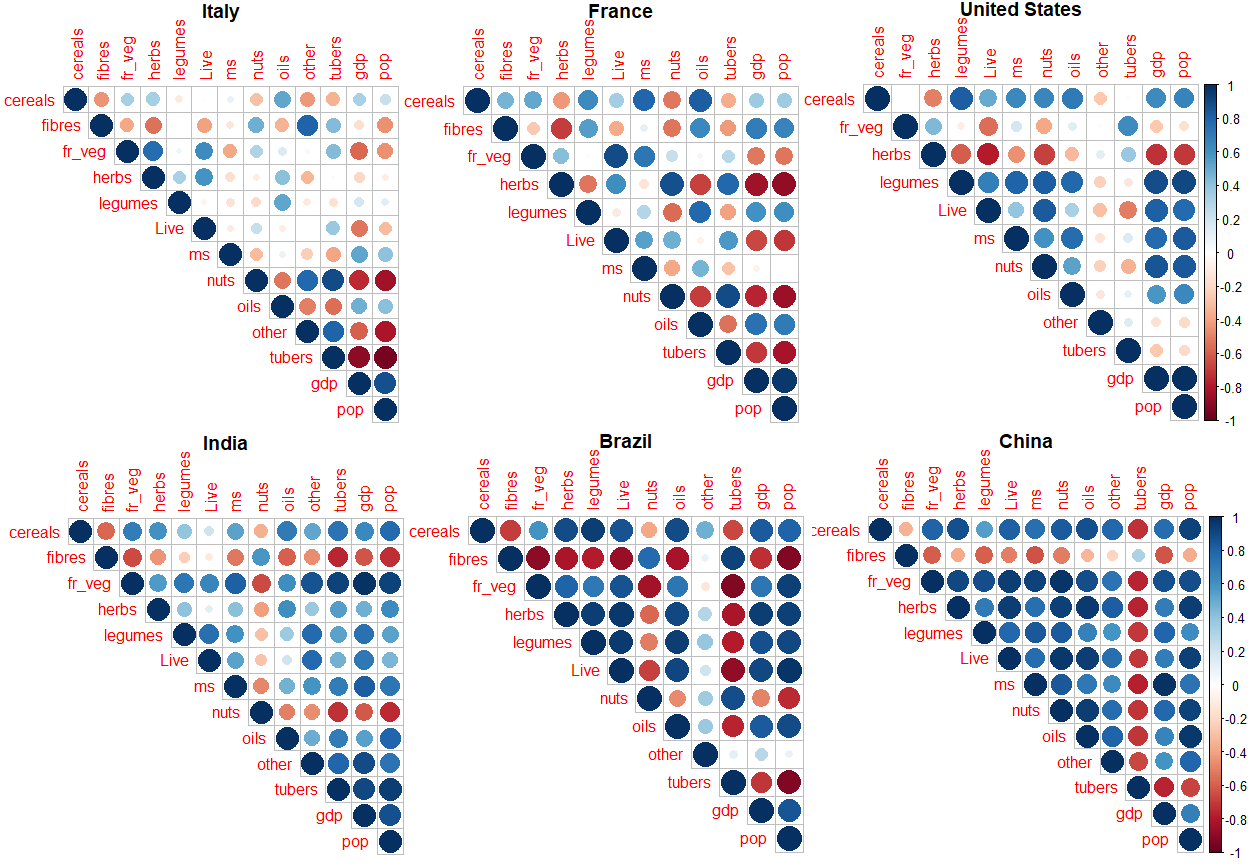 Italy
cereals fibres fr_veg herbs legumes Live ms nuts oils other tubers gdp pop
cereals
fibres
fr_veg
herbs
legumes
Live
ms
nuts
oils
other
tubers
gdp
pop
France
cereals fibres fr_veg herbs legumes Live ms nuts oils tubers gdp pop
cereals
fibres
fr_veg
herbs
legumes
Live
ms
nuts
oils
tubers
gdp
pop
United States
cereals fr_veg herbs legumes Live ms nuts oils other tubers gdp pop
cereals
fr_veg
herbs
legumes
Live
ms
nuts
oils
other
tubers
gdp
pop
1
0.8
0.6
0.4
0.2
0
-0.2
-0.4
-0.6
-0.8
-1
India
cereals fibres fr_veg herbs legumes Live ms nuts oils other tubers gdp pop
cereals
fibres
fr_veg
herbs
legumes
Live
ms
nuts
oils
other
tubers
gdp
pop
Brazil
cereals fibres fr_veg herbs legumes Live nuts oils other tubers gdp pop
cereals
fibres
fr_veg
herbs
legumes
Live
nuts
oils
other
tubers
gdp
pop
China
cereals fibres fr_veg herbs legumes Live ms nuts oils other tubers gdp pop
cereals
fibres
fr_veg
herbs
legumes
Live
ms
nuts
oils
other
tubers
gdp
pop
1
0.8
0.6
0.4
0.2
0
-0.2
-0.4
-0.6
-0.8
-1